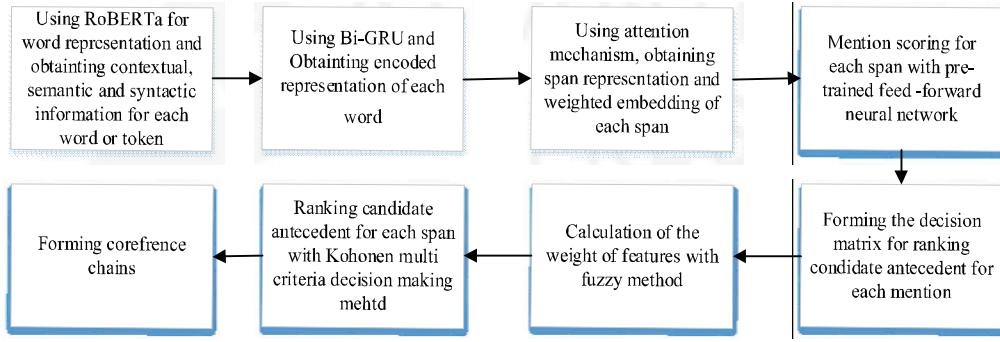 Using RoBERTa for
word representation and
obtainting contextual,
semantic and syntactic
information for each
word or token
Using Bi-GRU and
Obtainting encoded
representation of each
word
Using attention
mechanism, obtaining
span representation and
weighted embedding of
each span
Mention scoring for
each span with pre-
trained feed -forward
neural network
Forming the decision
matrix for ranking
condidate antecedent for
each mention
Calculation of the
weight of features with
fuzzy method
Ranking candidate
antecedent for each span
with Kohonen multi
criteria decision making
mehtd
Forming corefrence
chains